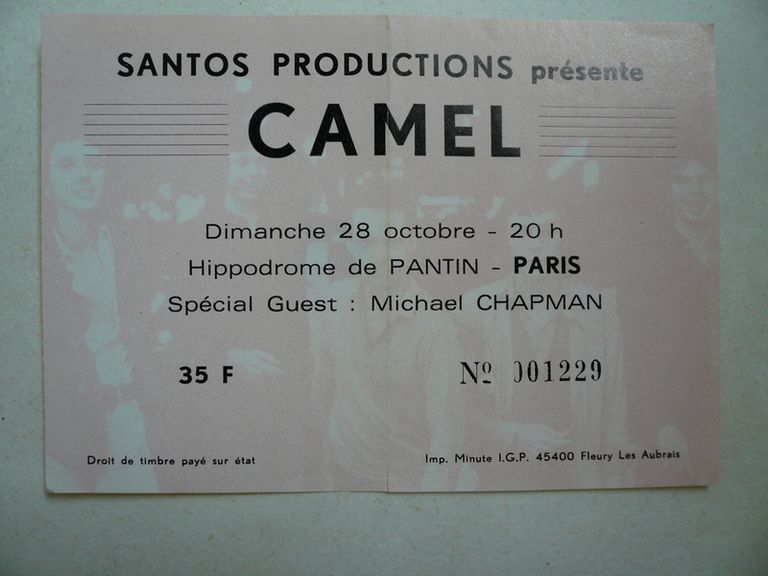 SANTOS PRODUCTIONS présente
CAMEL
Dimanche 28 octobre - 20 h
Hippodrome de PANTIN - PARIS
Spécial Guest : Michael CHAPMAN
35 F
Nº 001229
Droit de timbre payé sur état
Imp. Minute I.G.P. 45400 Fleury Les Aubrais